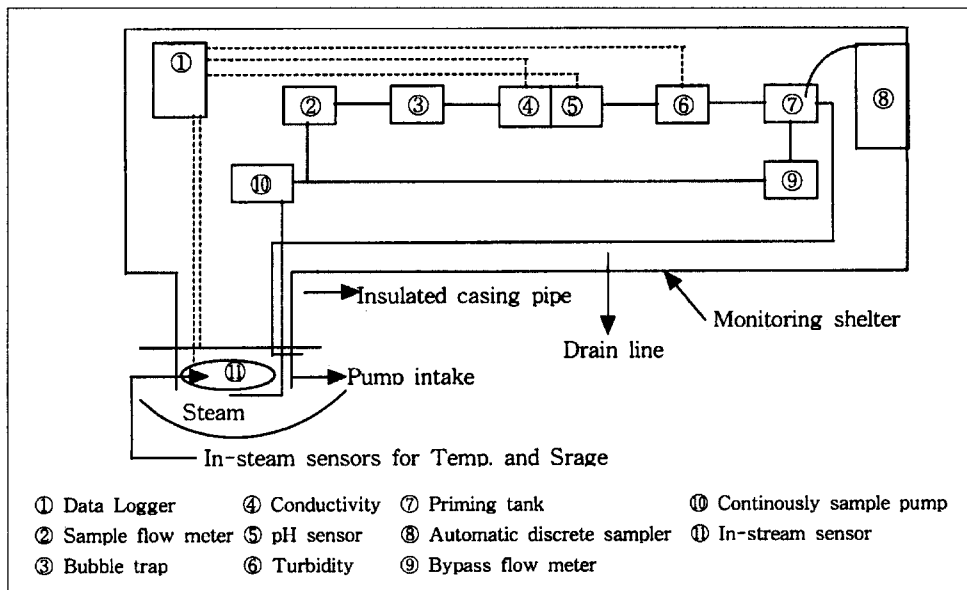 ①
②
③
④
⑤
⑥
⑦
⑧
⑩
⑨
Insulated casing pipe
Monitoring shelter
Drain line
⑪
Pump intake
Steam
In-steam sensors for Temp. and Srage
① Data Logger ④ Conductivity ⑦ Priming tank ⑩ Continously sample pump
② Sample flow meter ⑤ pH sensor ⑧ Automatic discrete sampler ⑪ In-stream sensor
③ Bubble trap ⑥ Turbidity ⑨ Bypass flow meter